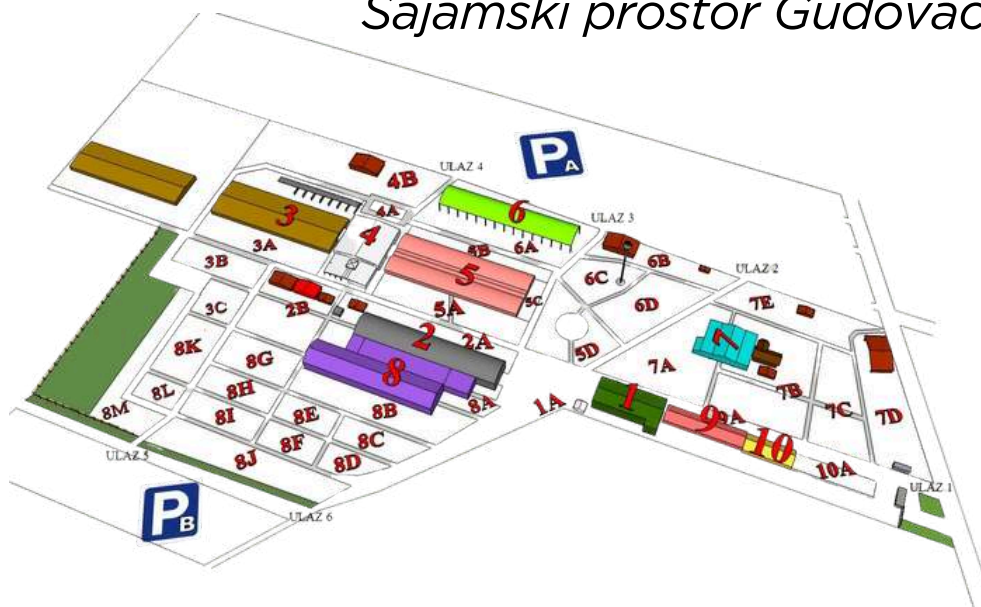 Sajamski prostor Gudovac
P A
ULAZ 4
4B
3
4A
6
ULAZ 3
4
3A
5B
6A
6B
3B
5
6C
ULAZ 2
2B
5A
5C
6D
7E
3C
2
2A
7
8K
8G
5D
7A
8
8L
8H
7B
8M
8I
8E
8B
8A
1A
1
9
9A
7C
7D
8F
8C
10
ULAZ 5
8J
8D
10A
P B
ULAZ 6
ULAZ 1